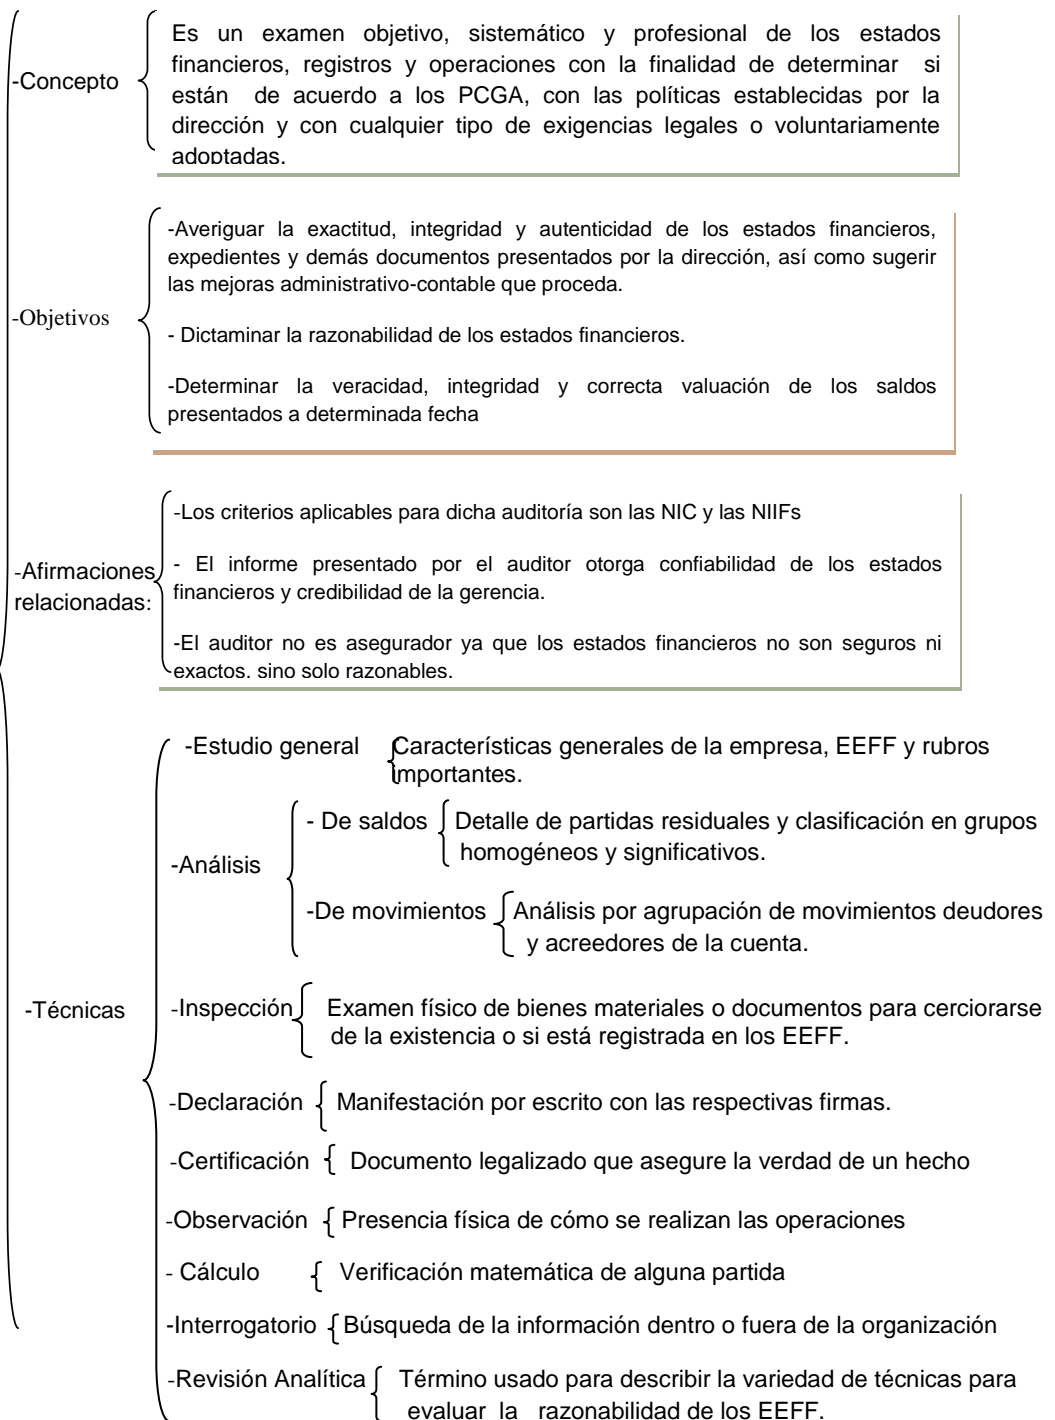 -Concepto
Es un examen objetivo, sistemático y profesional de los estados
financieros, registros y operaciones con la finalidad de determinar si
están de acuerdo a los PCGA, con las políticas establecidas por la
dirección y con cualquier tipo de exigencias legales o voluntariamente
adoptadas.
-Objetivos
-Averiguar la exactitud, integridad y autenticidad de los estados financieros,
expedientes y demás documentos presentados por la dirección, así como sugerir
las mejoras administrativo-contable que proceda.
- Dictaminar la razonabilidad de los estados financieros.
-Determinar la veracidad, integridad y correcta valuación de los saldos
presentados a determinada fecha
-Afirmaciones
relacionadas:
-Los criterios aplicables para dicha auditoría son las NIC y las NIIFs
- El informe presentado por el auditor otorga confiabilidad de los estados
financieros y credibilidad de la gerencia.
-El auditor no es asegurador ya que los estados financieros no son seguros ni
exactos. sino solo razonables.
-Técnicas
-Estudio general
Características generales de la empresa, EEFF y rubros
importantes.
-Análisis
- De saldos
Detalle de partidas residuales y clasificación en grupos
homogéneos y significativos.
-De movimientos
Análisis por agrupación de movimientos deudores
y acreedores de la cuenta.
-Inspección
Examen físico de bienes materiales o documentos para cerciorarse
de la existencia o si está registrada en los EEFF.
-Declaración
Manifestación por escrito con las respectivas firmas.
-Certificación
Documento legalizado que asegure la verdad de un hecho
-Observación
Presencia física de cómo se realizan las operaciones
- Cálculo
Verificación matemática de alguna partida
-Interrogatorio
Búsqueda de la información dentro o fuera de la organización
-Revisión Analítica
Término usado para describir la variedad de técnicas para
evaluar la razonabilidad de los EEFF.